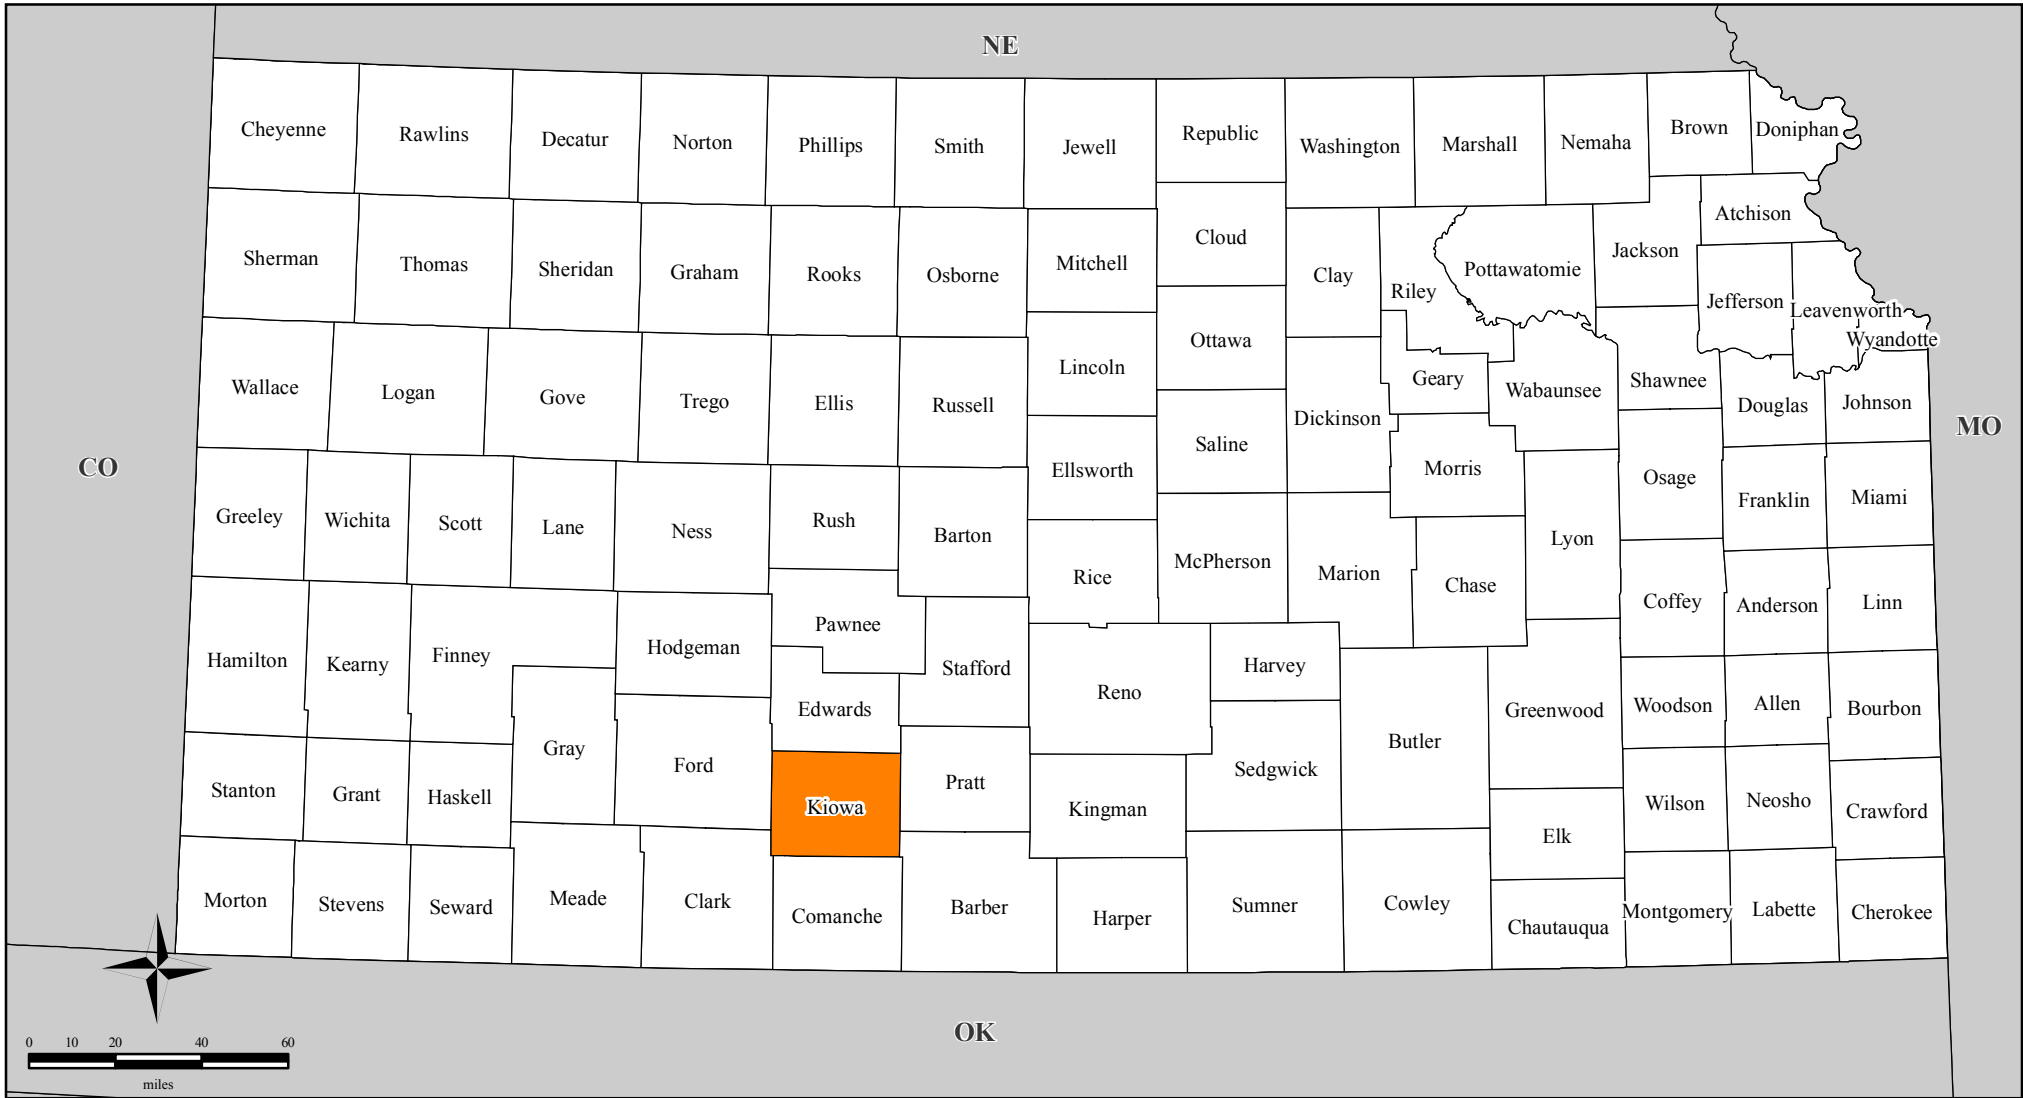 NE
Cheyenne
Rawlins
Decatur
Norton
Phillips
Smith
Jewell
Republic
Washington
Marshall
Nemaha
Brown
Doniphan
Sherman
Thomas
Sheridan
Graham
Rooks
Osborne
Mitchell
Cloud
Clay
Riley
Pottawatomie
Jackson
Atchison
Jefferson
Leavenworth
Wyandotte
Wallace
Logan
Gove
Trego
Ellis
Russell
Lincoln
Ottawa
Saline
Dickinson
Geary
Wabaunsee
Shawnee
Douglas
Johnson
MO
CO
Greeley
Wichita
Scott
Lane
Ness
Rush
Barton
Ellsworth
Rice
McPherson
Marion
Morris
Chase
Lyon
Osage
Franklin
Miami
Coffey
Anderson
Linn
Hamilton
Kearny
Finney
Hodgeman
Pawnee
Edwards
Stafford
Reno
Harvey
Sedgwick
Butler
Greenwood
Woodson
Allen
Bourbon
Stanton
Grant
Haskell
Gray
Ford
Kiowa
Pratt
Kingman
Elk
Wilson
Neosho
Crawford
Morton
Stevens
Seward
Meade
Clark
Comanche
Barber
Harper
Sumner
Cowley
Chautauqua
Montgomery
Labette
Cherokee
OK
0 10 20 40 60
miles